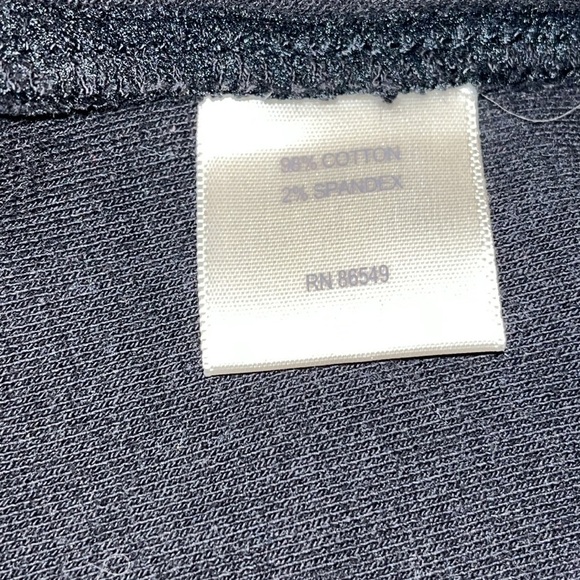 98% COTTON
2% SPANDEX
RN 86549